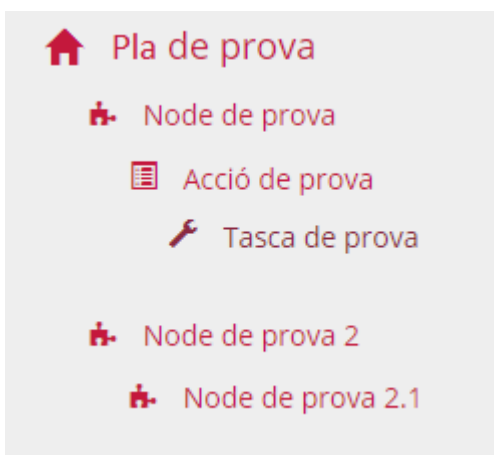 Pla de prova
Node de prova
Acció de prova
Tasca de prova
Node de prova 2
Node de prova 2.1